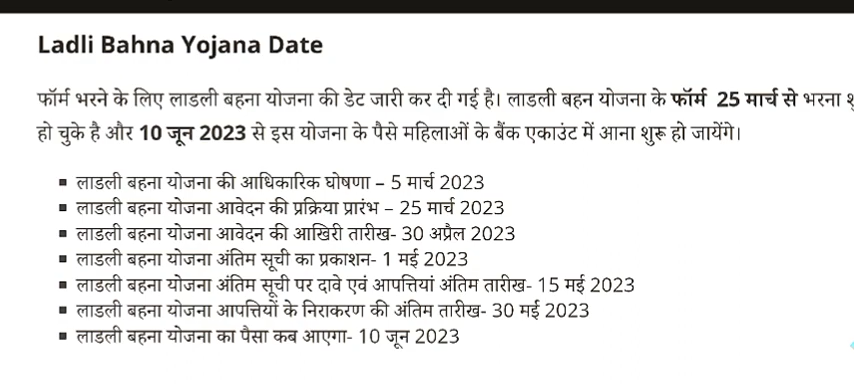 Ladli Bahna Yojana Date
फॉर्म भरने के लिए लाडली बहना योजना की डेट जारी कर दी गई है। लाडली बहन योजना के फॉर्म 25 मार्च से भरना
हो चुके है और 10 जून 2023 से इस योजना के पैसे महिलाओं के बैंक एकाउंट में आना शुरू हो जायेंगे।
▪ लाडली बहना योजना की आधिकारिक घोषणा – 5 मार्च 2023
▪ लाडली बहना योजना आवेदन की प्रक्रिया प्रारंभ – 25 मार्च 2023
▪ लाडली बहना योजना आवेदन की आखिरी तारीख- 30 अप्रैल 2023
▪ लाडली बहना योजना अंतिम सूची का प्रकाशन- 1 मई 2023
▪ लाडली बहना योजना अंतिम सूची पर दावे एवं आपत्तियां अंतिम तारीख- 15 मई 2023
▪ लाडली बहना योजना आपत्तियों के निराकरण की अंतिम तारीख- 30 मई 2023
▪ लाडली बहना योजना का पैसा कब आएगा- 10 जून 2023